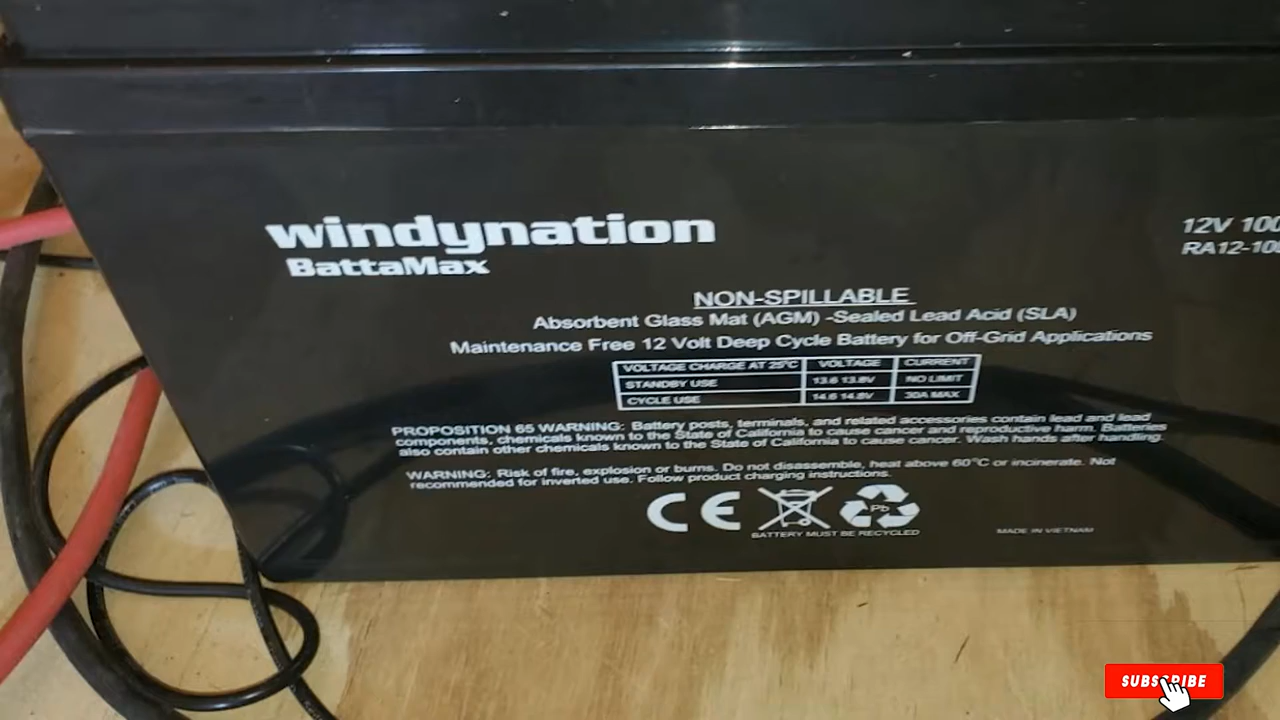 windynation
BattaMax
12V 100
RA12-100
NON-SPILLABLE
Absorbent Glass Mat (AGM) -Sealed Lead Acid (SLA)
Maintenance Free 12 Volt Deep Cycle Battery for Off-Grid Applications
VOLTAGE CHARGE AT 25°C VOLTAGE CURRENT
STANDBY USE 13.6 13.8V NO LIMIT
CYCLE USE 14.6 14.8V 30A MAX
PROPOSITION 65 WARNING: Battery posts, terminals, and related accessories contain lead and lead
components, chemicals known to the State of California to cause cancer and reproductive harm. Batteries
also contain other chemicals known to the State of California to cause cancer. Wash hands after handling.
WARNING: Risk of fire, explosion or burns. Do not disassemble, heat above 60°C or incinerate. Not
recommended for inverted use. Follow product charging instructions.
CE
Pb
BATTERY MUST BE RECYCLED
MADE IN VIETNAM
SUBSCRIBE